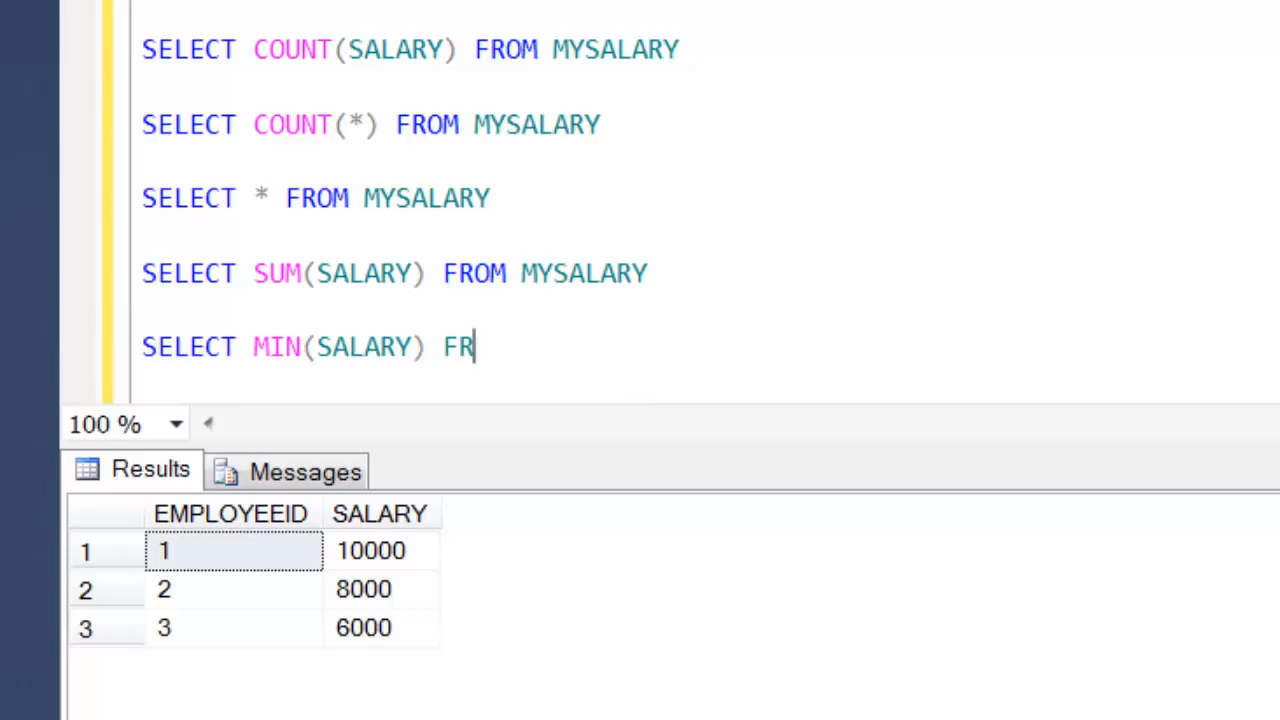 SELECT COUNT(SALARY) FROM MYSALARY
SELECT COUNT(*) FROM MYSALARY
SELECT * FROM MYSALARY
SELECT SUM(SALARY) FROM MYSALARY
SELECT MIN(SALARY) FR
100 %
Results Messages
EMPLOYEEID SALARY
1 1 10000
2 2 8000
3 3 6000